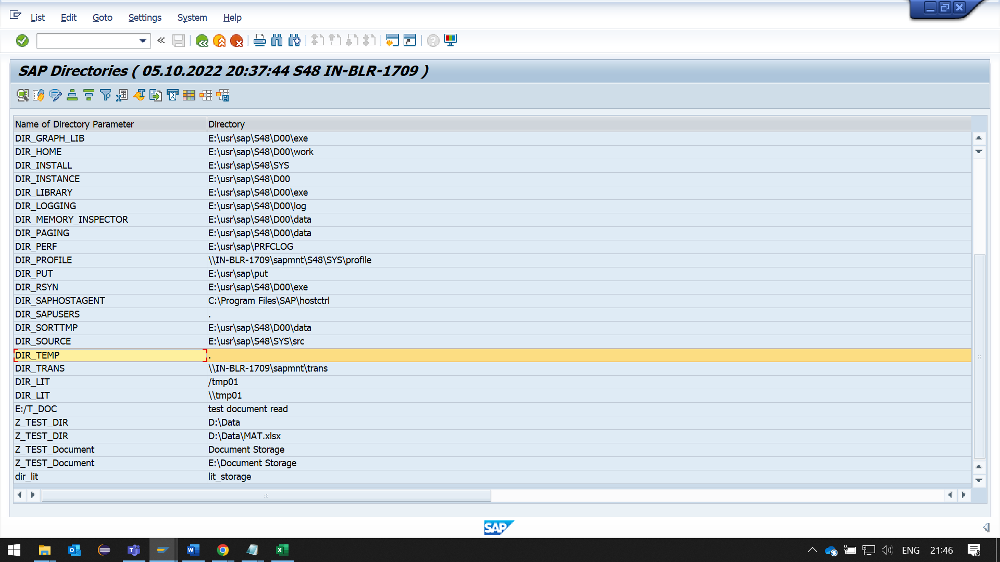 List Edit Goto Settings System Help
SAP Directories ( 05.10.2022 20:37:44 S48 IN-BLR-1709 )
Name of Directory Parameter Directory
DIR_GRAPH_LIB E:\usr\sap\S48\D00\exe
DIR_HOME E:\usr\sap\S48\D00\work
DIR_INSTALL E:\usr\sap\S48\SYS
DIR_INSTANCE E:\usr\sap\S48\D00
DIR_LIBRARY E:\usr\sap\S48\D00\exe
DIR_LOGGING E:\usr\sap\S48\D00\log
DIR_MEMORY_INSPECTOR E:\usr\sap\S48\D00\data
DIR_PAGING E:\usr\sap\S48\D00\data
DIR_PERF E:\usr\sap\PRFCLOG
DIR_PROFILE \\IN-BLR-1709\sapmnt\S48\SYS\profile
DIR_PUT E:\usr\sap\put
DIR_RSYN E:\usr\sap\S48\D00\exe
DIR_SAPHOSTAGENT C:\Program Files\SAP\hostctrl
DIR_SAPUSERS .
DIR_SORTTMP E:\usr\sap\S48\D00\data
DIR_SOURCE E:\usr\sap\S48\SYS\src
DIR_TEMP .
DIR_TRANS \\IN-BLR-1709\sapmnt\trans
DIR_LIT /tmp01
DIR_LIT \\tmp01
E:/T_DOC test document read
Z_TEST_DIR D:\Data
Z_TEST_DIR D:\Data\MAT.xlsx
Z_TEST_Document Document Storage
Z_TEST_Document E:\Document Storage
dir_lit lit_storage
SAP
ENG 21:46